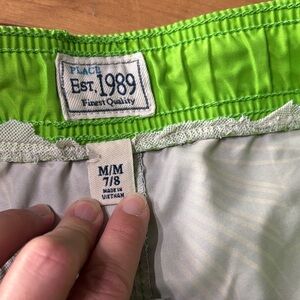 PLACE
EST. 1989
Finest Quality
M/M
7/8
MADE IN
VIETNAM